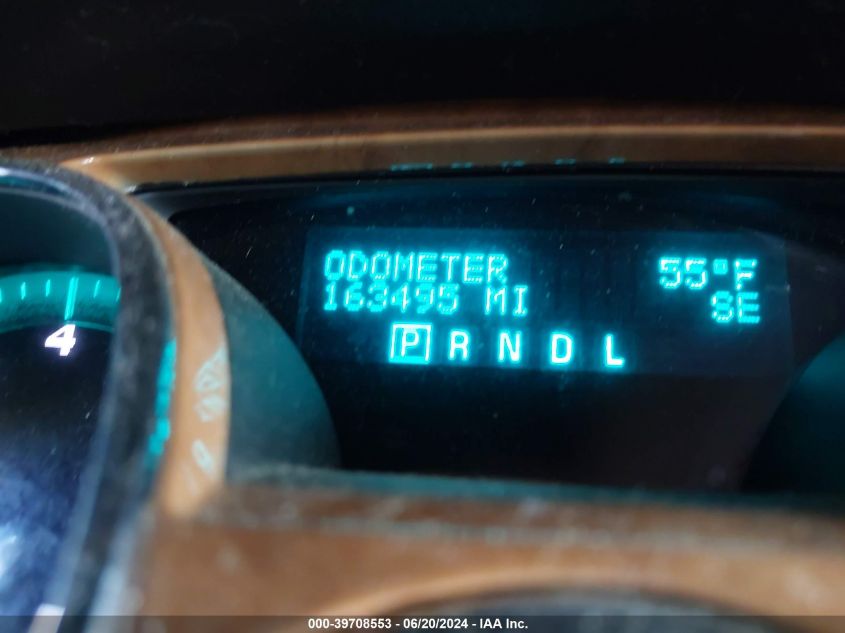 ODOMETER 55°F
163495 MI SE
P R N D L
4
000-39708553 - 06/20/2024 - IAA Inc.